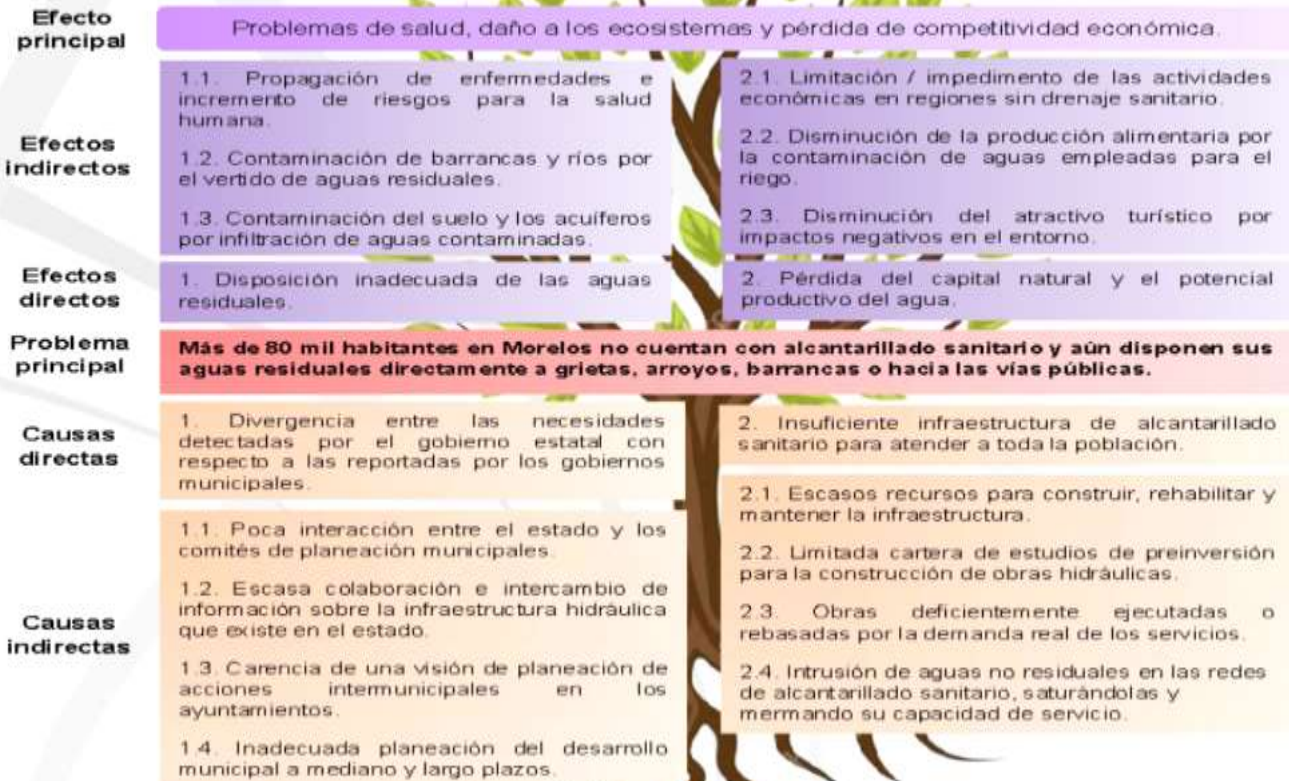 Efecto
principal
Problemas de salud, daño a los ecosistemas y pérdida de competitividad económica.
Efectos
indirectos
1.1. Propagación de enfermedades e
incremento de riesgos para la salud
humana.
1.2. Contaminación de barrancas y ríos por
el vertido de aguas residuales.
1.3. Contaminación del suelo y los acuíferos
por infiltración de aguas contaminadas.
2.1. Limitación / impedimento de las actividades
económicas en regiones sin drenaje sanitario.
2.2. Disminución de la producción alimentaria por
la contaminación de aguas empleadas para el
riego.
2.3. Disminución del atractivo turístico por
impactos negativos en el entorno.
Efectos
directos
1. Disposición inadecuada de las aguas
residuales.
2. Pérdida del capital natural y el potencial
productivo del agua.
Problema
principal
Más de 80 mil habitantes en Morelos no cuentan con alcantarillado sanitario y aún disponen sus
aguas residuales directamente a grietas, arroyos, barrancas o hacia las vías públicas.
Causas
directas
1. Divergencia entre las necesidades
detectadas por el gobierno estatal con
respecto a las reportadas por los gobiernos
municipales.
2. Insuficiente infraestructura de alcantarillado
sanitario para atender a toda la población.
Causas
indirectas
1.1. Poca interacción entre el estado y los
comités de planeación municipales.
1.2. Escasa colaboración e intercambio de
información sobre la infraestructura hidráulica
que existe en el estado.
1.3. Carencia de una visión de planeación de
acciones intermunicipales en los
ayuntamientos.
1.4. Inadecuada planeación del desarrollo
municipal a mediano y largo plazos.
2.1. Escasos recursos para construir, rehabilitar y
mantener la infraestructura.
2.2. Limitada cartera de estudios de preinversión
para la construcción de obras hidráulicas.
2.3. Obras deficientemente ejecutadas o
rebasadas por la demanda real de los servicios.
2.4. Intrusión de aguas no residuales en las redes
de alcantarillado sanitario, saturándolas y
mermando su capacidad de servicio.